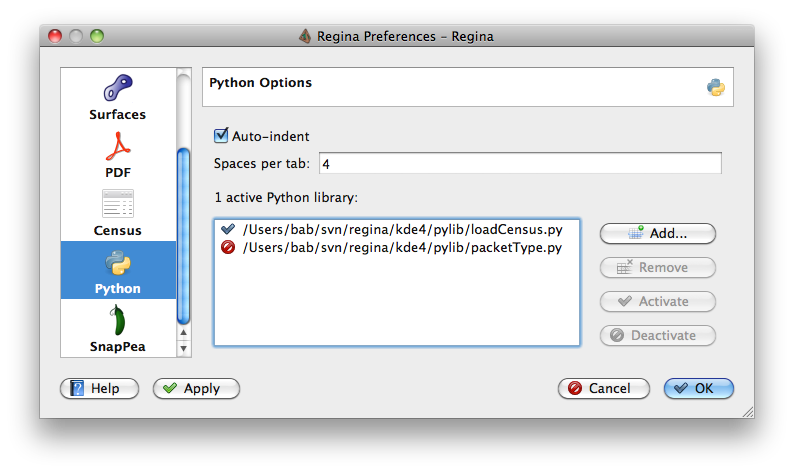 Regina Preferences – Regina
Surfaces
PDF
Census
Python
SnapPea
Python Options
Auto-indent
Spaces per tab: 4
1 active Python library:
/Users/bab/svn/regina/kde4/pylib/loadCensus.py
/Users/bab/svn/regina/kde4/pylib/packetType.py
Add...
Remove
Activate
Deactivate
? Help
Apply
Cancel
OK